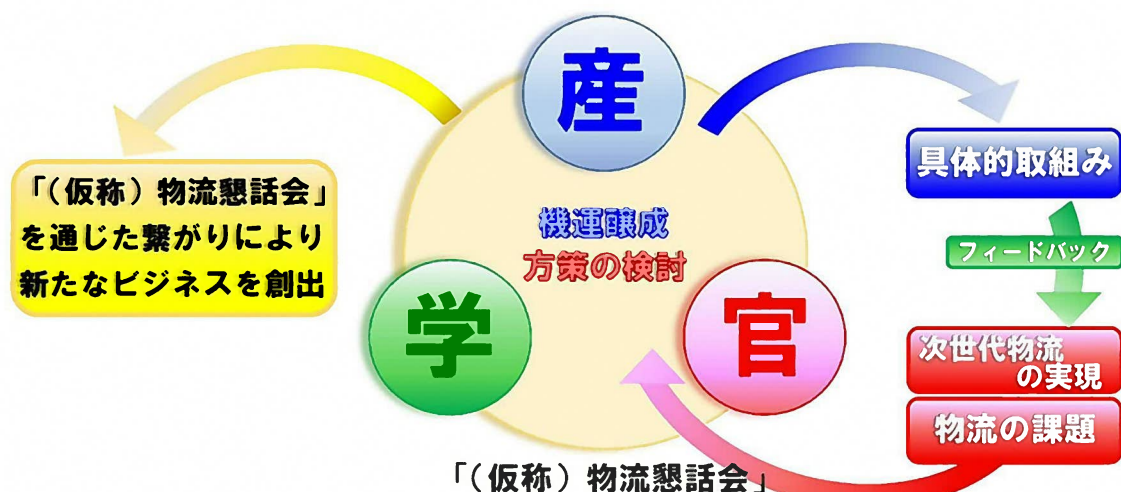 産
具体的取組み
「(仮称)物流懇話会」
を通じた繋がりにより
新たなビジネスを創出
機運醸成
方策の検討
フィードバック
学
官
次世代物流
の実現
物流の課題
「(仮称)物流懇話会」